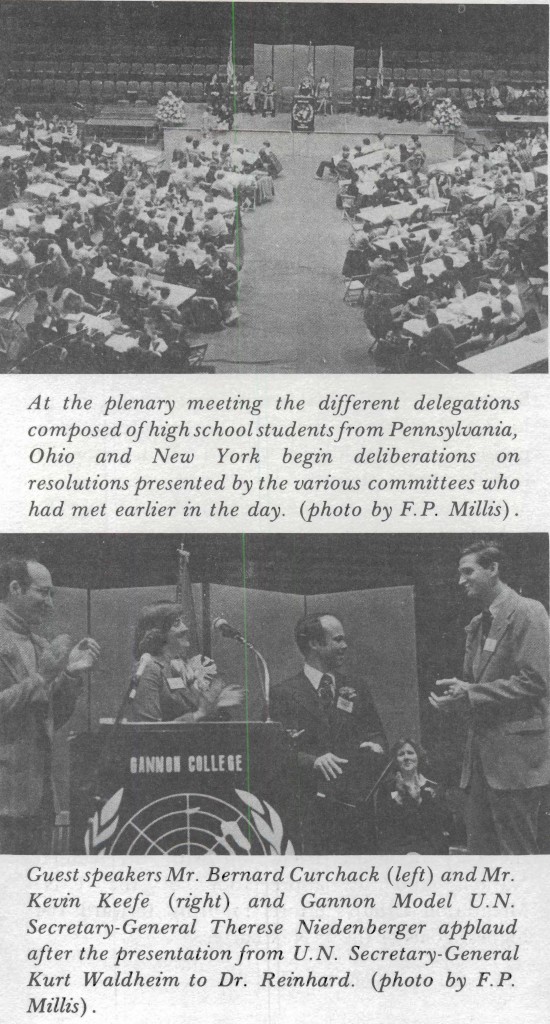 At the plenary meeting the different delegations
composed of high school students from Pennsylvania,
Ohio and New York begin deliberations on
resolutions presented by the various committees who
had met earlier in the day. (photo by F.P. Millis).
GANNON COLLEGE
Guest speakers Mr. Bernard Curchack (left) and Mr.
Kevin Keefe (right) and Gannon Model U.N.
Secretary-General Therese Niedenberger applaud
after the presentation from U.N. Secretary-General
Kurt Waldheim to Dr. Reinhard. (photo by F.P.
Millis).